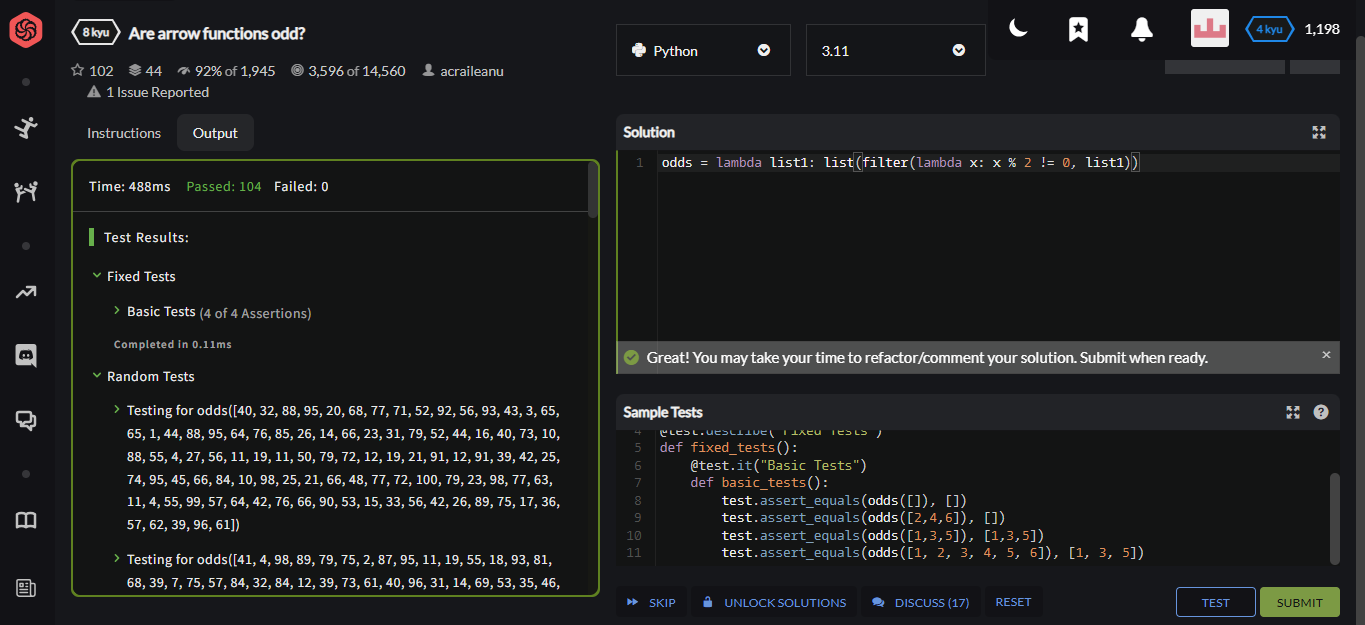 8 kyu
Are arrow functions odd?
102 44 92% of 1,945 3,596 of 14,560 acraileanu
1 Issue Reported
Instructions Output
Time: 488ms Passed: 104 Failed: 0
Test Results:
Fixed Tests
Basic Tests (4 of 4 Assertions)
Completed in 0.11ms
Random Tests
Testing for odds([40, 32, 88, 95, 20, 68, 77, 71, 52, 92, 56, 93, 43, 3, 65,
65, 1, 44, 88, 95, 64, 76, 85, 26, 14, 66, 23, 31, 79, 52, 44, 16, 40, 73, 10,
88, 55, 4, 27, 56, 11, 19, 11, 50, 79, 72, 12, 19, 21, 91, 12, 91, 39, 42, 25,
74, 95, 45, 66, 84, 10, 98, 25, 21, 66, 48, 77, 72, 100, 79, 23, 98, 77, 63,
11, 4, 55, 99, 57, 64, 42, 76, 66, 90, 53, 15, 33, 56, 42, 26, 89, 75, 17, 36,
57, 62, 39, 96, 61])
Testing for odds([41, 4, 98, 89, 79, 75, 2, 87, 95, 11, 19, 55, 18, 93, 81,
68, 39, 7, 75, 57, 84, 32, 84, 12, 39, 73, 61, 40, 96, 31, 14, 69, 53, 35, 46,
Python
3.11
4 kyu
1,198
Solution
1 odds = lambda list1: list(filter(lambda x: x % 2 != 0, list1))
Great! You may take your time to refactor/comment your solution. Submit when ready.
Sample Tests
4 @test.describe("Fixed Tests")
5 def fixed_tests():
6 @test.it("Basic Tests")
7 def basic_tests():
8 test.assert_equals(odds([]), [])
9 test.assert_equals(odds([2,4,6]), [])
10 test.assert_equals(odds([1,3,5]), [1,3,5])
11 test.assert_equals(odds([1, 2, 3, 4, 5, 6]), [1, 3, 5])
SKIP UNLOCK SOLUTIONS DISCUSS (17) RESET TEST SUBMIT